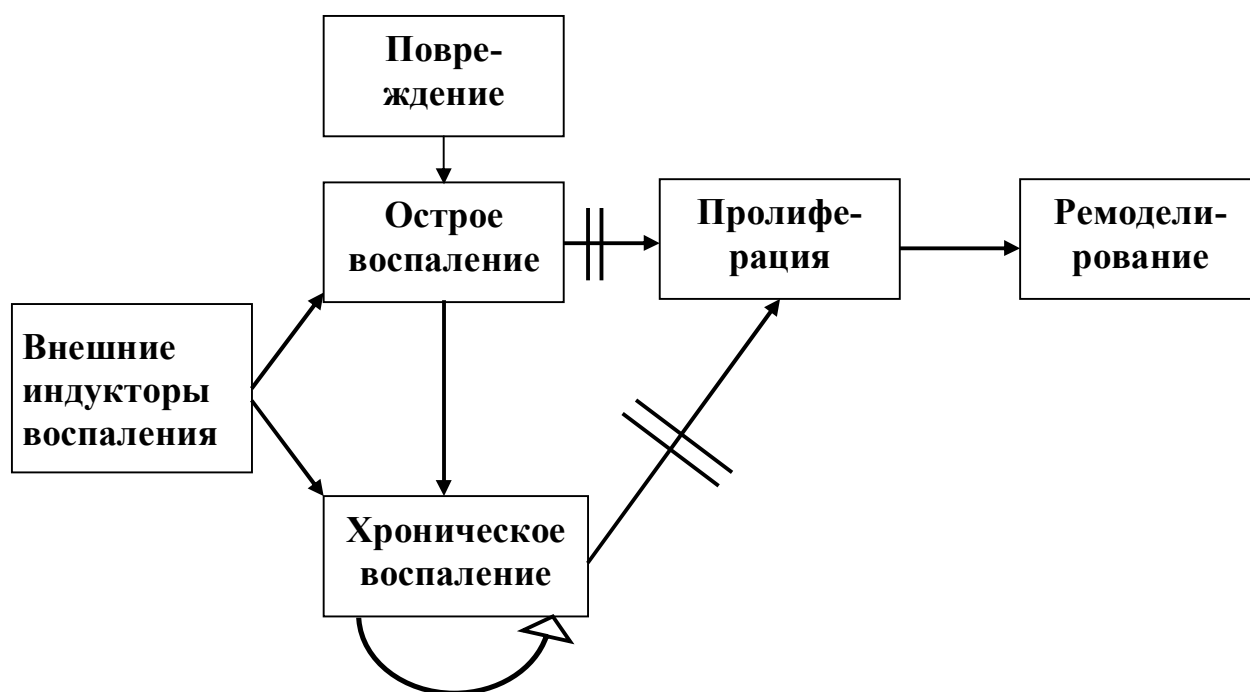 Повре-
ждение
Острое
воспаление
Пролифе-
рация
Ремодели-
рование
Внешние
индукторы
воспаления
Хроническое
воспаление